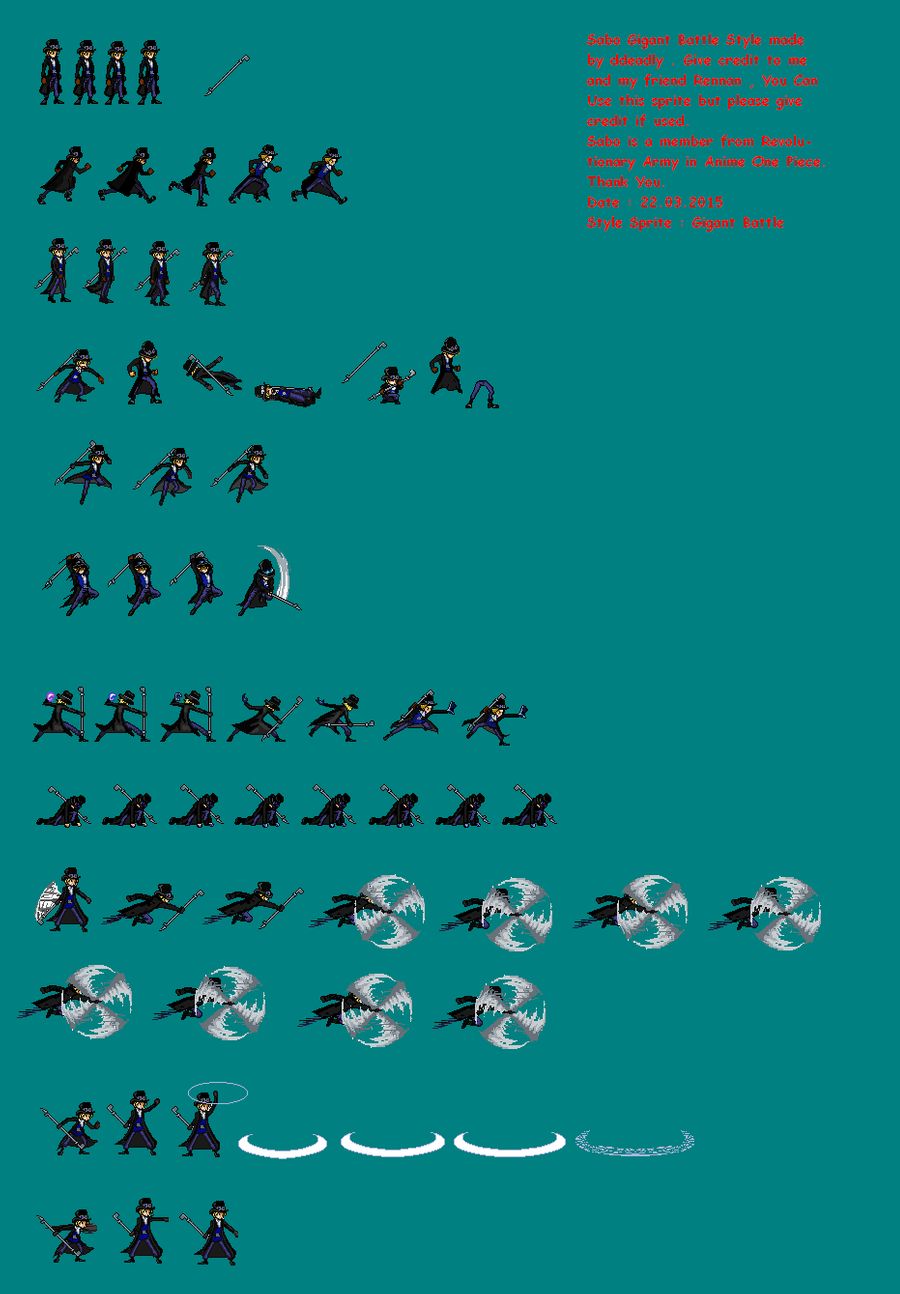 Sabo Gigant Battle Style made
by ddeadly . Give credit to me
and my friend Rennan , You Can
Use this sprite but please give
credit if used.
Sabo is a member from Revolu-
tionary Army in Anime One Piece.
Thank You.
Date : 22.09.2015
Style Sprite : Gigant Battle